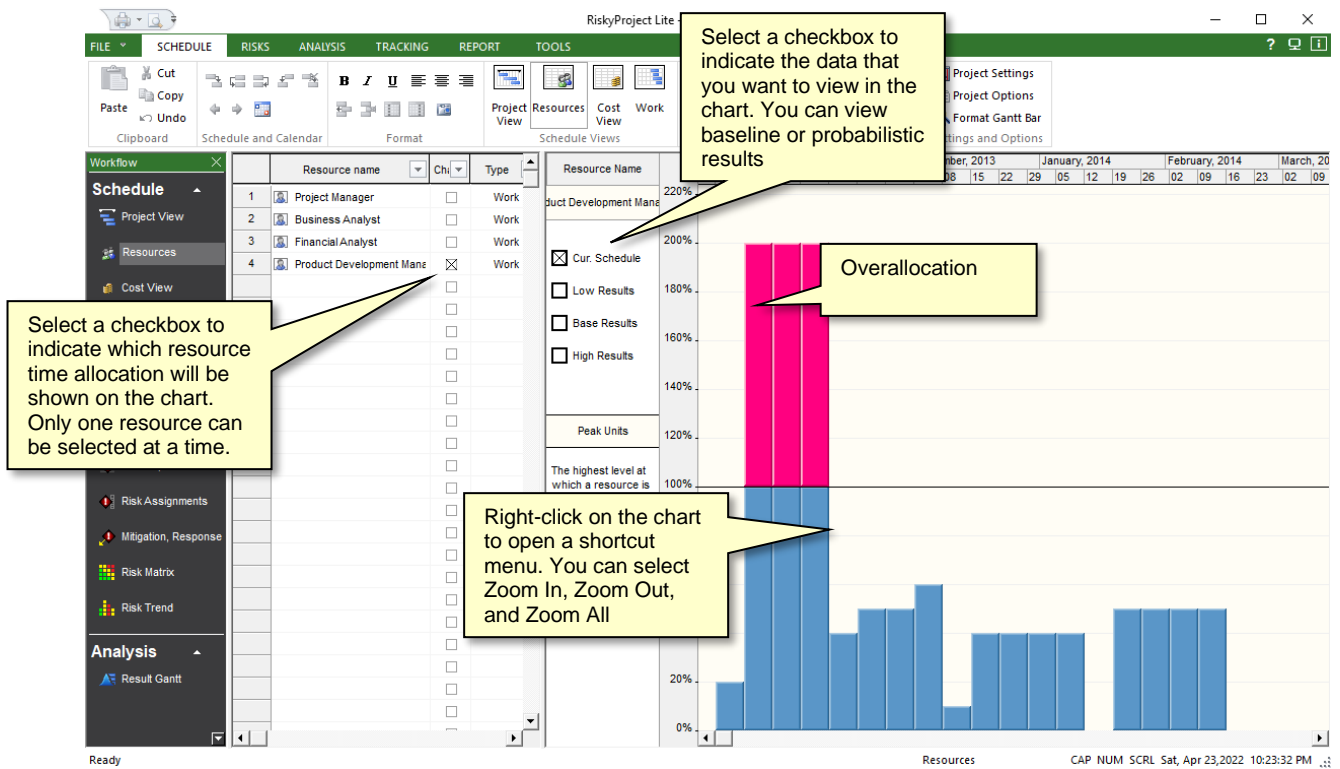 RiskyProject Lite -
FILE SCHEDULE RISKS ANALYSIS TRACKING REPORT TOOLS
? i
Cut
Copy
Paste
Undo
Clipboard
Schedule and Calendar
B I U
Format
Project View
Resources
Cost View
Work
Schedule Views
Project Settings
Project Options
Format Gantt Bar
Settings and Options
Select a checkbox to
indicate the data that
you want to view in the
chart. You can view
baseline or probabilistic
results
Workflow
Schedule
Project View
Resources
Cost View
Risk Assignments
Mitigation, Response
Risk Matrix
Risk Trend
Analysis
Result Gantt
Resource name Type
1 Project Manager Work
2 Business Analyst Work
3 Financial Analyst Work
4 Product Development Mana Work
Select a checkbox to
indicate which resource
time allocation will be
shown on the chart.
Only one resource can
be selected at a time.
Resource Name
duct Development Mana
Cur. Schedule
Low Results
Base Results
High Results
Peak Units
The highest level at
which a resource is
, 2013 January, 2014 February, 2014 March, 20
08 15 22 29 05 12 19 26 02 09 16 23 02 09
220%
200%
180%
160%
140%
120%
100%
20%
0%
Overallocation
Right-click on the chart
to open a shortcut
menu. You can select
Zoom In, Zoom Out,
and Zoom All
Ready Resources CAP NUM SCRL Sat, Apr 23,2022 10:23:32 PM